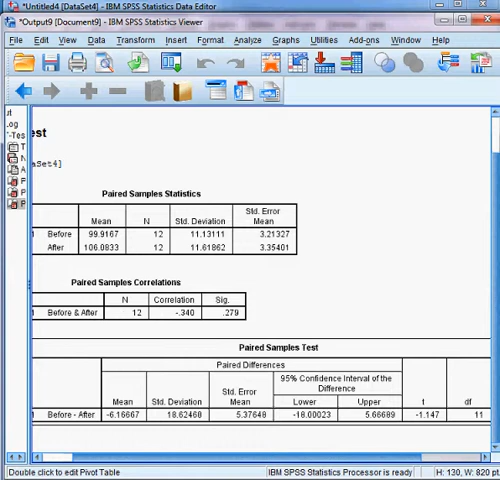 *Untitled4 [DataSet4] - IBM SPSS Statistics Data Editor
*Output9 [Document9] - IBM SPSS Statistics Viewer
File Edit View Data Transform Insert Format Analyze Graphs Utilities Add-ons Window Help
ut
Log
T-Tes
T
N
A
P
P
P
est
aSet4]
Paired Samples Statistics
Mean N Std. Deviation Std. Error Mean
1 Before 99.9167 12 11.13111 3.21327
After 106.0833 12 11.61862 3.35401
Paired Samples Correlations
N Correlation Sig.
1 Before & After 12 -.340 .279
Paired Samples Test
Paired Differences
95% Confidence Interval of the Difference
Mean Std. Deviation Std. Error Mean Lower Upper t df
1 Before - After -6.16667 18.62468 5.37648 -18.00023 5.66689 -1.147 11
Double click to edit Pivot Table IBM SPSS Statistics Processor is ready H: 130, W: 820 pt.